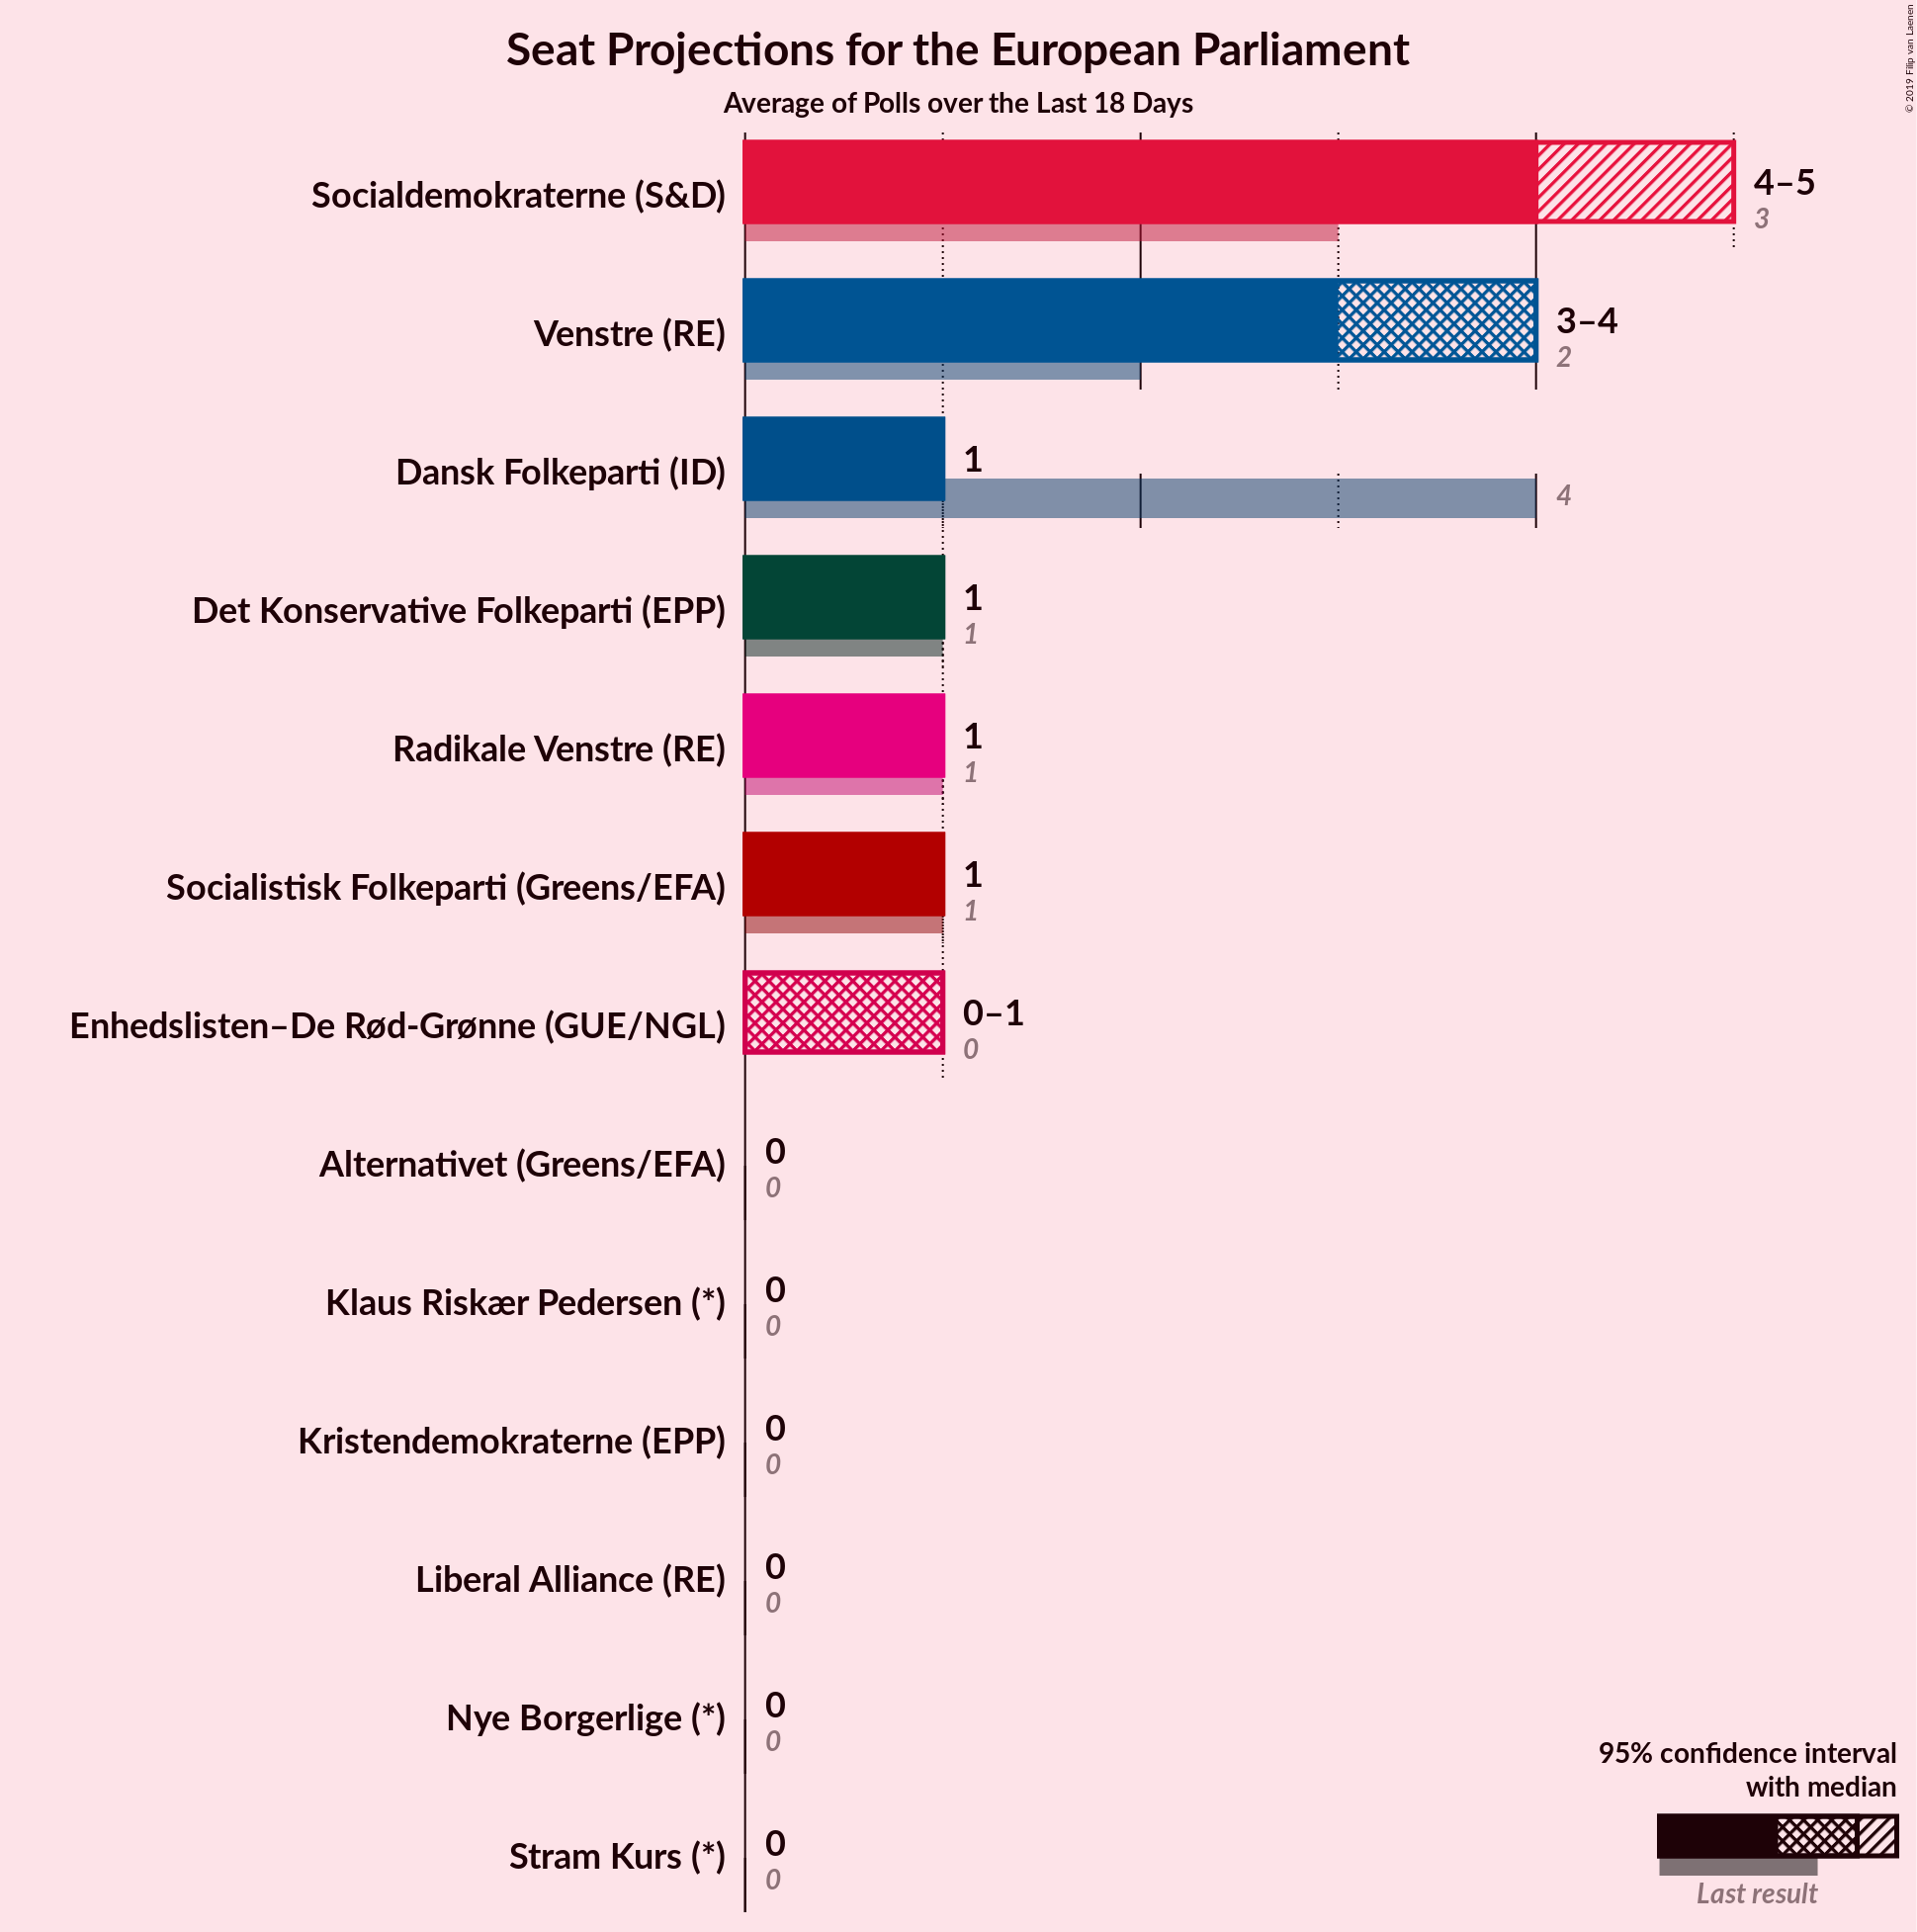 Seat Projections for the European Parliament
Average of Polls over the Last 18 Days
© 2019 Filip van Laenen
Socialdemokraterne (S&D)
4–5
3
Venstre (RE)
3–4
2
Dansk Folkeparti (ID)
1
4
Det Konservative Folkeparti (EPP)
1
1
Radikale Venstre (RE)
1
1
Socialistisk Folkeparti (Greens/EFA)
1
1
Enhedslisten–De Rød-Grønne (GUE/NGL)
0–1
0
Alternativet (Greens/EFA)
0
0
Klaus Riskær Pedersen (*)
0
0
Kristendemokraterne (EPP)
0
0
Liberal Alliance (RE)
0
0
Nye Borgerlige (*)
0
0
Stram Kurs (*)
0
0
95% confidence interval
with median
Last result